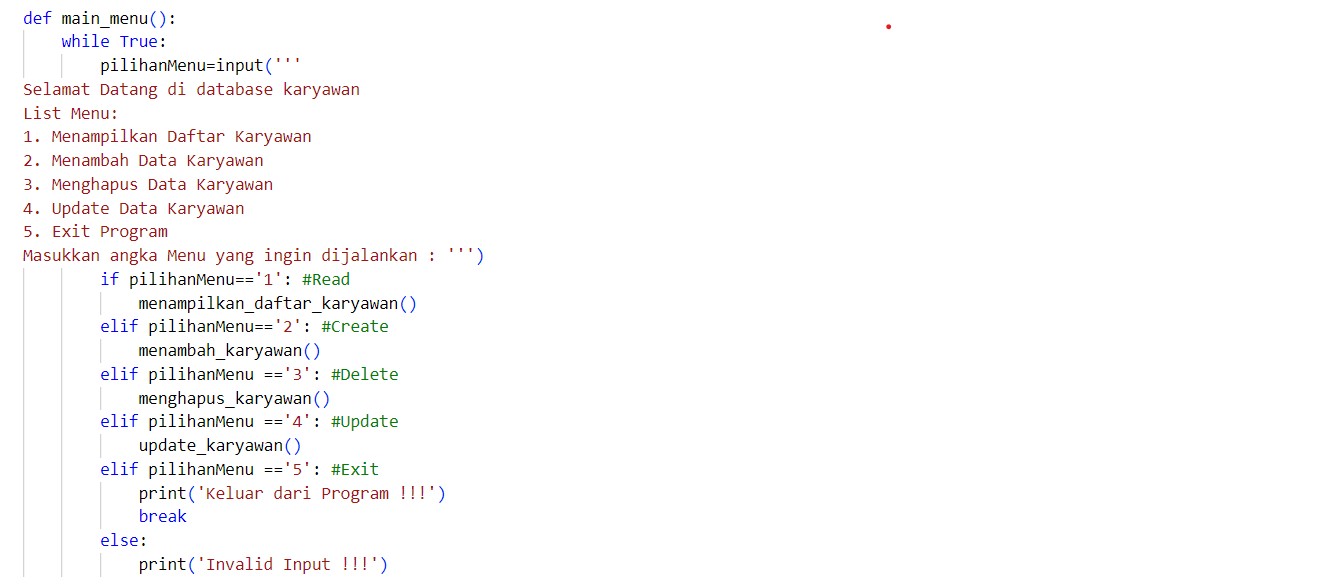 def main_menu():
    while True:
        pilihanMenu=input('''
Selamat Datang di database karyawan
List Menu:
1. Menampilkan Daftar Karyawan
2. Menambah Data Karyawan
3. Menghapus Data Karyawan
4. Update Data Karyawan
5. Exit Program
Masukkan angka Menu yang ingin dijalankan : ''')
        if pilihanMenu=='1': #Read
            menampilkan_daftar_karyawan()
        elif pilihanMenu=='2': #Create
            menambah_karyawan()
        elif pilihanMenu =='3': #Delete
            menghapus_karyawan()
        elif pilihanMenu =='4': #Update
            update_karyawan()
        elif pilihanMenu =='5': #Exit
            print('Keluar dari Program !!!')
            break
        else:
            print('Invalid Input !!!')